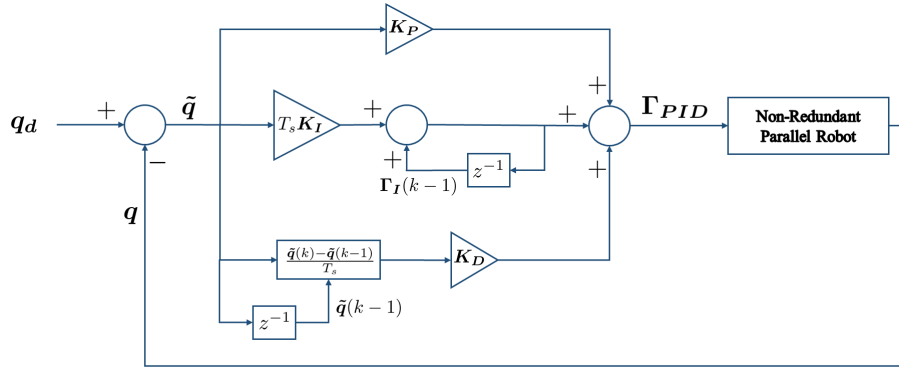 K_P
+
q_d
+
q̃
T_s K_I
+
+
Γ_PID
Non-Redundant
Parallel Robot
−
+
z⁻¹
+
Γ_I(k−1)
q
q̃(k)−q̃(k−1)
T_s
K_D
z⁻¹
q̃(k−1)